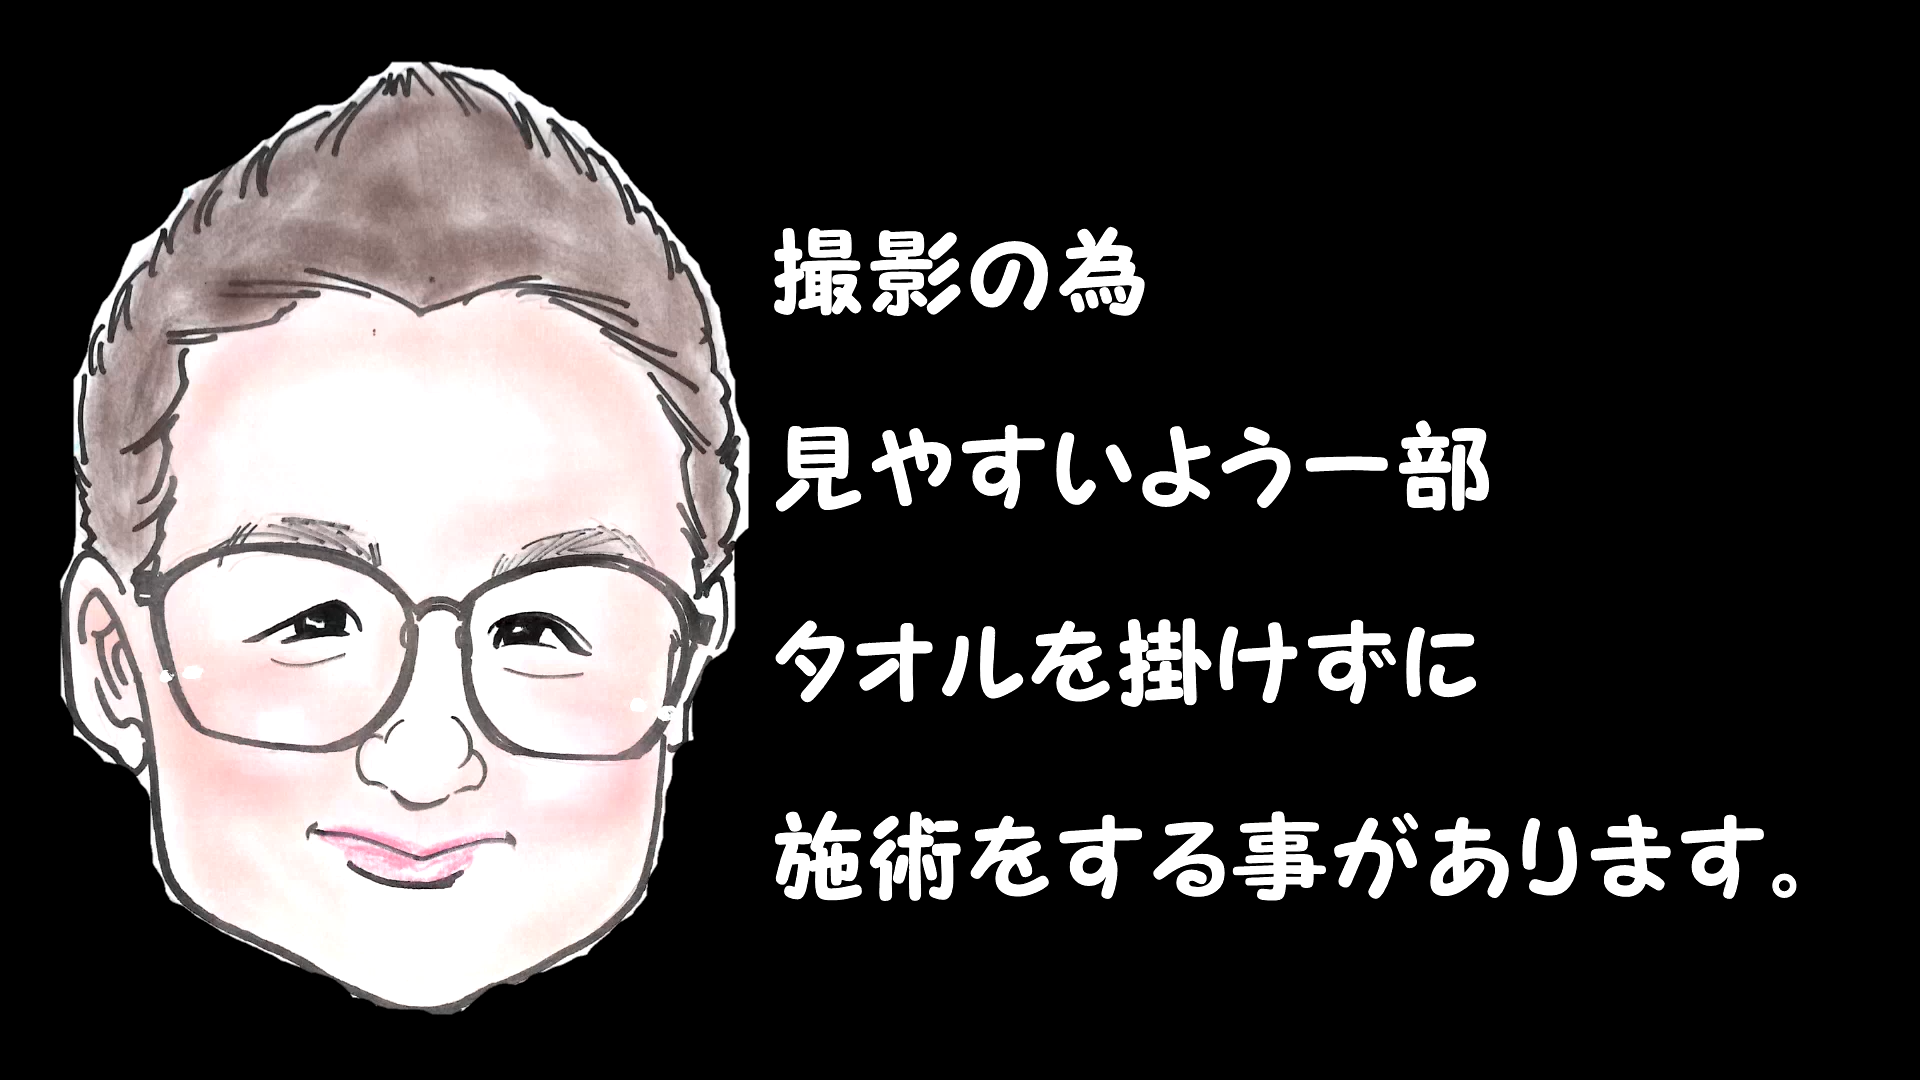 撮影の為
見やすいよう一部
タオルを掛けずに
施術をする事があります。